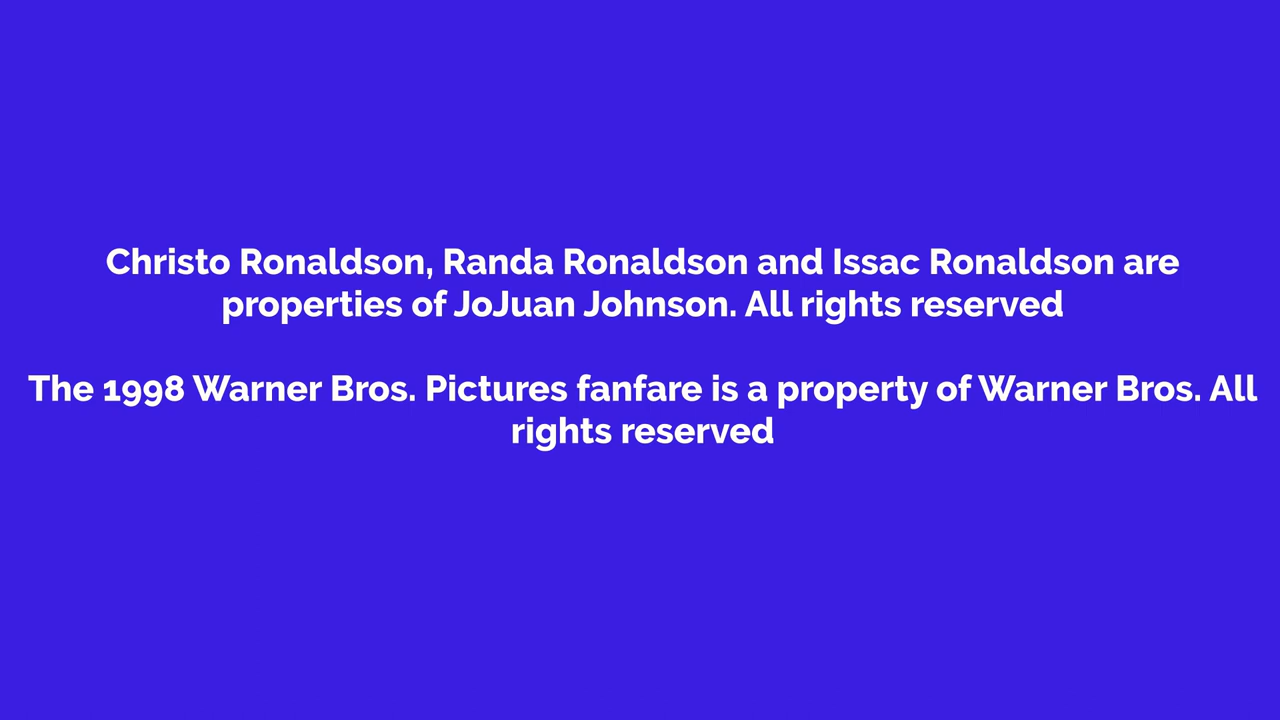 Christo Ronaldson, Randa Ronaldson and Issac Ronaldson are
properties of JoJuan Johnson. All rights reserved
The 1998 Warner Bros. Pictures fanfare is a property of Warner Bros. All
rights reserved